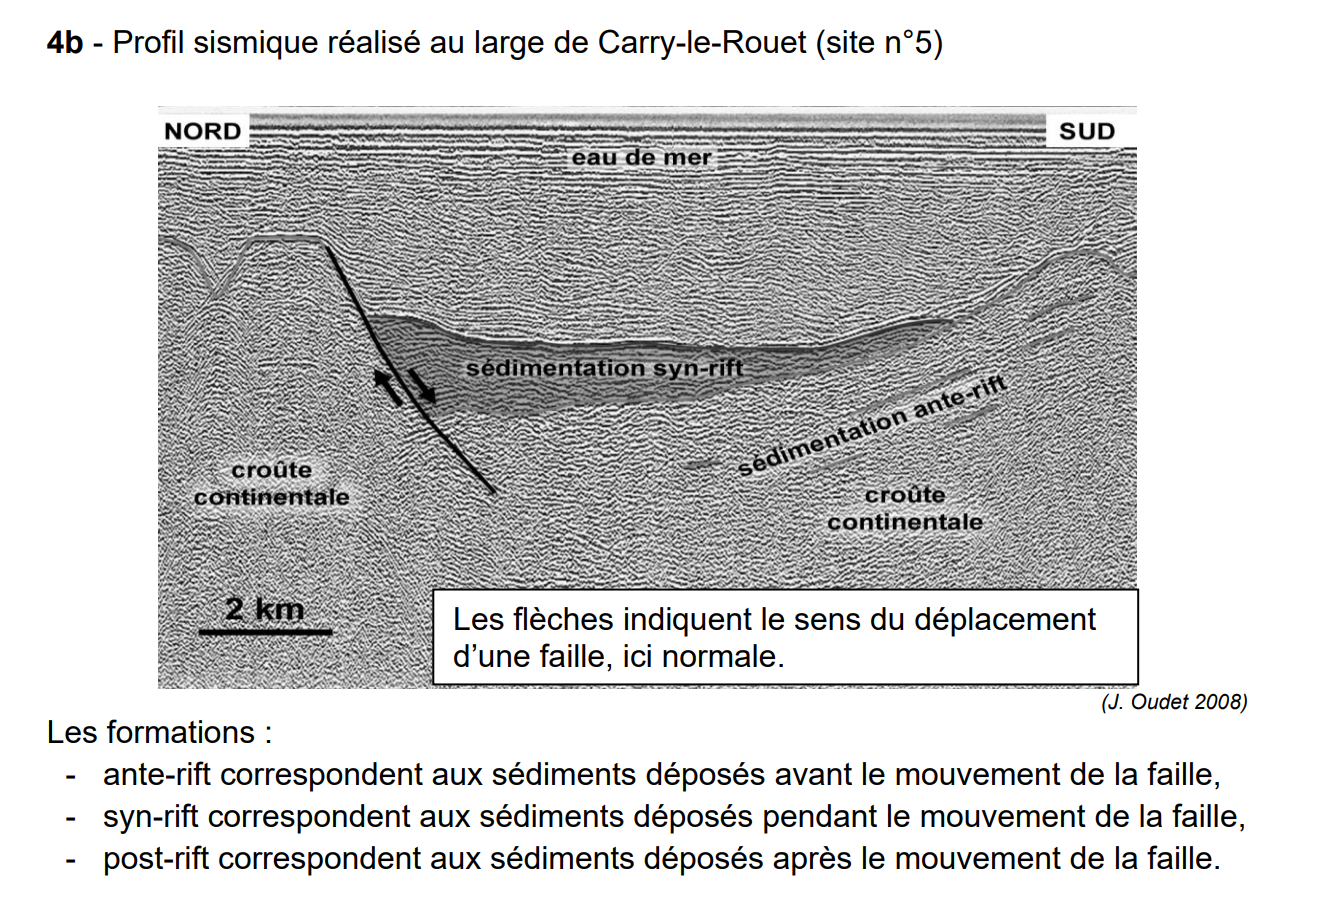 4b - Profil sismique réalisé au large de Carry-le-Rouet (site n°5)
NORD
SUD
eau de mer
sédimentation syn-rift
sédimentation ante-rift
croûte
continentale
croûte
continentale
2 km
Les flèches indiquent le sens du déplacement
d’une faille, ici normale.
(J. Oudet 2008)
Les formations :
- ante-rift correspondent aux sédiments déposés avant le mouvement de la faille,
- syn-rift correspondent aux sédiments déposés pendant le mouvement de la faille,
- post-rift correspondent aux sédiments déposés après le mouvement de la faille.